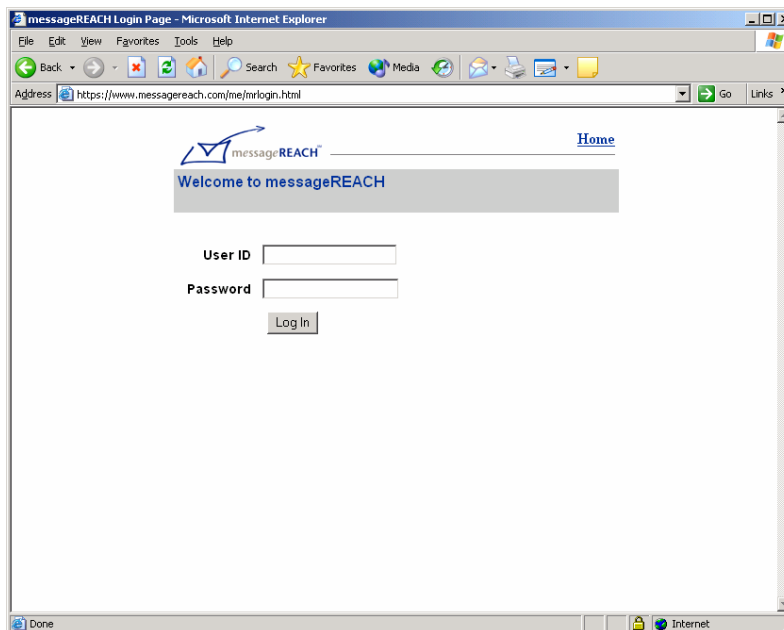 messageREACH Login Page - Microsoft Internet Explorer
File Edit View Favorites Tools Help
Back Search Favorites Media
Address https://www.messagereach.com/me/mrlogin.html Go Links
messageREACH™ Home
Welcome to messageREACH
User ID
Password
Log In
Done Internet